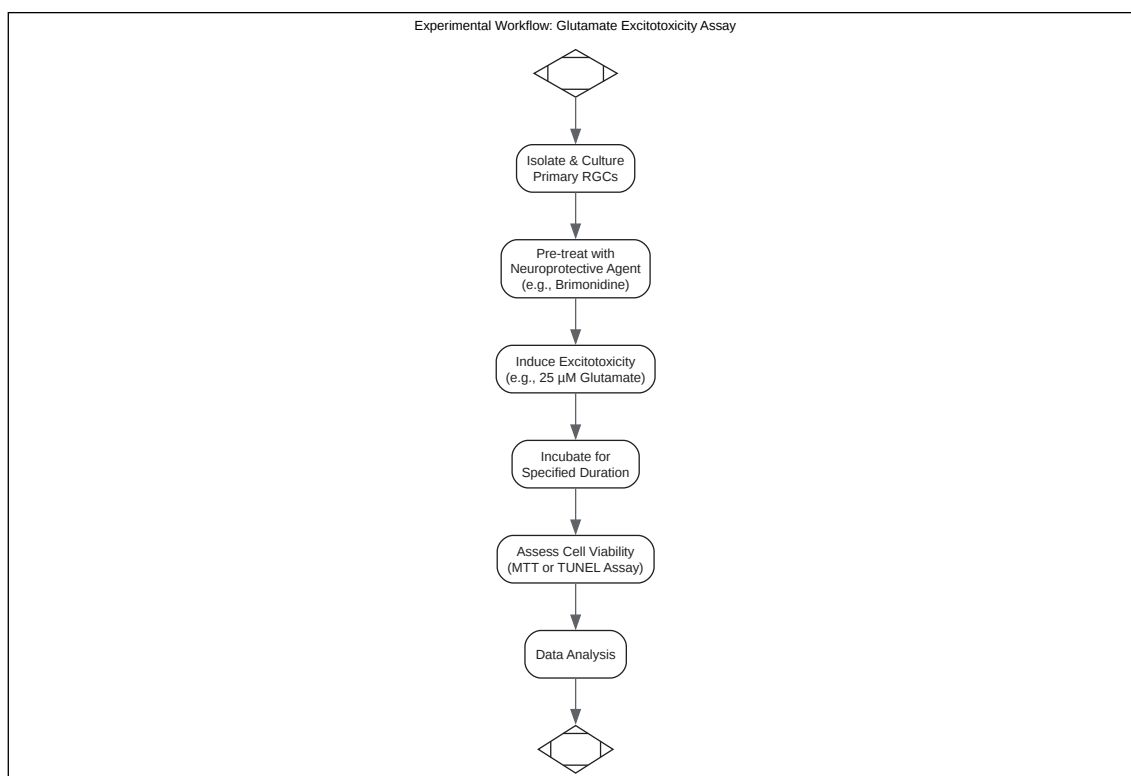 Experimental Workflow: Glutamate Excitotoxicity Assay
Isolate & Culture
Primary RGCs
Pre-treat with
Neuroprotective Agent
(e.g., Brimonidine)
Induce Excitotoxicity
(e.g., 25 µM Glutamate)
Incubate for
Specified Duration
Assess Cell Viability
(MTT or TUNEL Assay)
Data Analysis